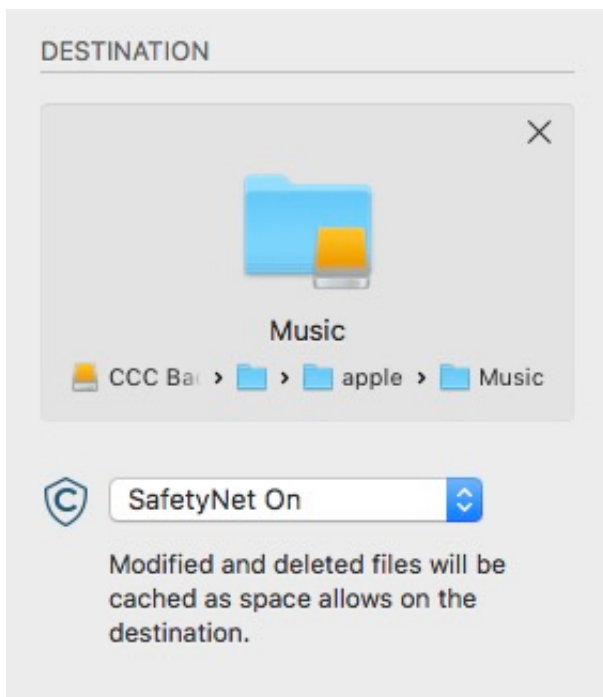 DESTINATION
Music
CCC Ba > > apple > Music
SafetyNet On
Modified and deleted files will be
cached as space allows on the
destination.